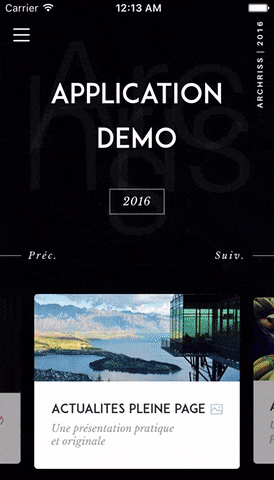 Carrier 12:13 AM
ARCHRISS | 2016
APPLICATION
DEMO
2016
Préc. Suiv.
ACTUALITES PLEINE PAGE
Une présentation pratique
et originale